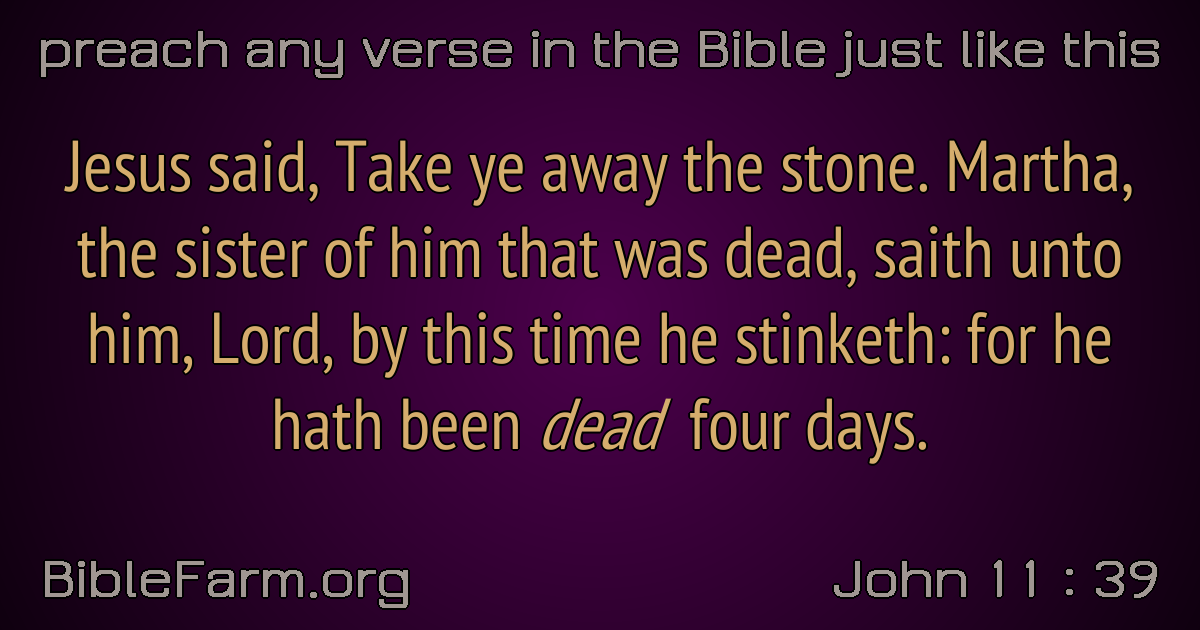 preach any verse in the Bible just like this
Jesus said, Take ye away the stone. Martha,
the sister of him that was dead, saith unto
him, Lord, by this time he stinketh: for he
hath been dead four days.
BibleFarm.org
John 11 : 39